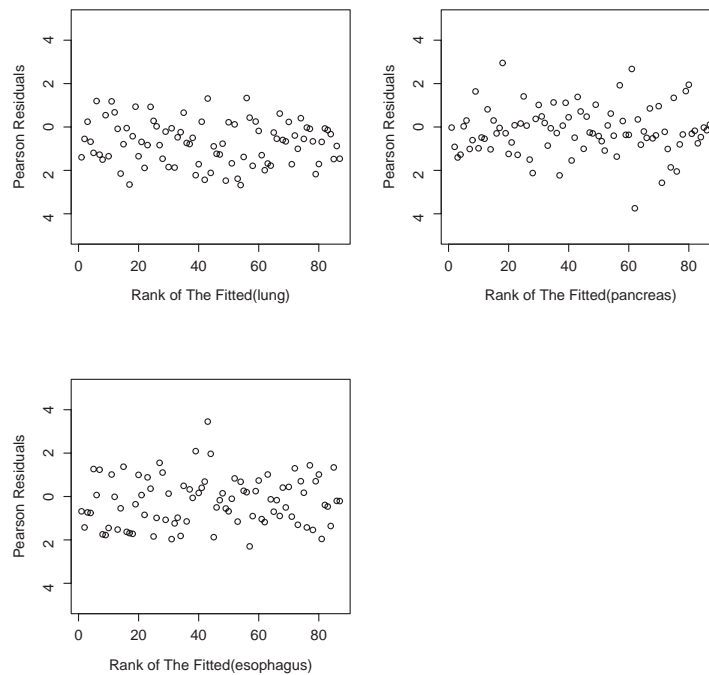 4
2
0
2
4
Pearson Residuals
0 20 40 60 80
Rank of The Fitted(lung)
4
2
0
2
4
Pearson Residuals
0 20 40 60 80
Rank of The Fitted(pancreas)
4
2
0
2
4
Pearson Residuals
0 20 40 60 80
Rank of The Fitted(esophagus)